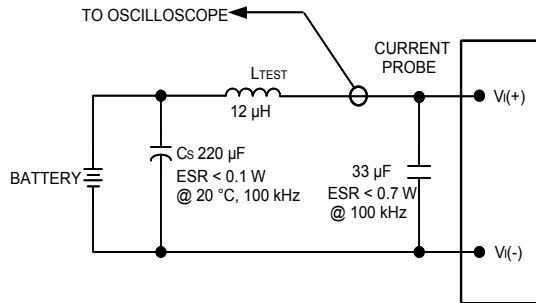 TO OSCILLOSCOPE
CURRENT
PROBE
LTEST
12 µH
VI(+)
CS 220 µF
ESR < 0.1 W
@ 20 °C, 100 kHz
BATTERY
33 µF
ESR < 0.7 W
@ 100 kHz
VI(-)